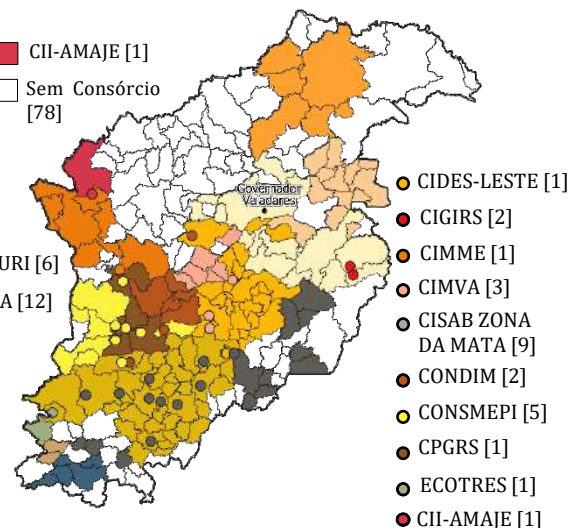 CII-AMAJE [1]
Sem Consórcio
[78]
Governador
Valadares
URI [6]
A [12]
CIDES-LESTE [1]
CIGIRS [2]
CIMME [1]
CIMVA [3]
CISAB ZONA
DA MATA [9]
CONDIM [2]
CONSMEPI [5]
CPGRS [1]
ECOTRES [1]
CII-AMAJE [1]